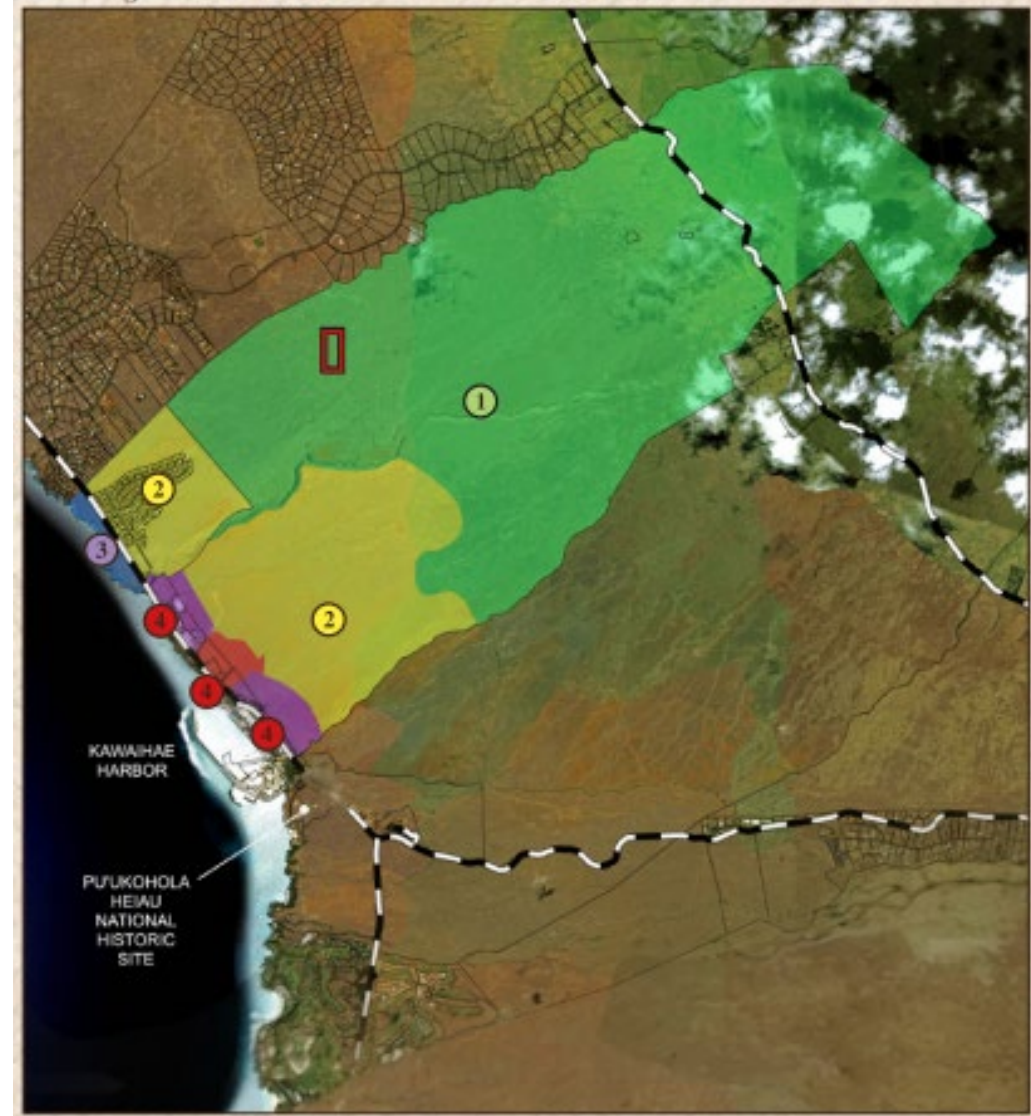 1
2
3
2
4
4
4
KAWAIHAE
HARBOR
PU'UKOHOLA
HEIAU
NATIONAL
HISTORIC
SITE